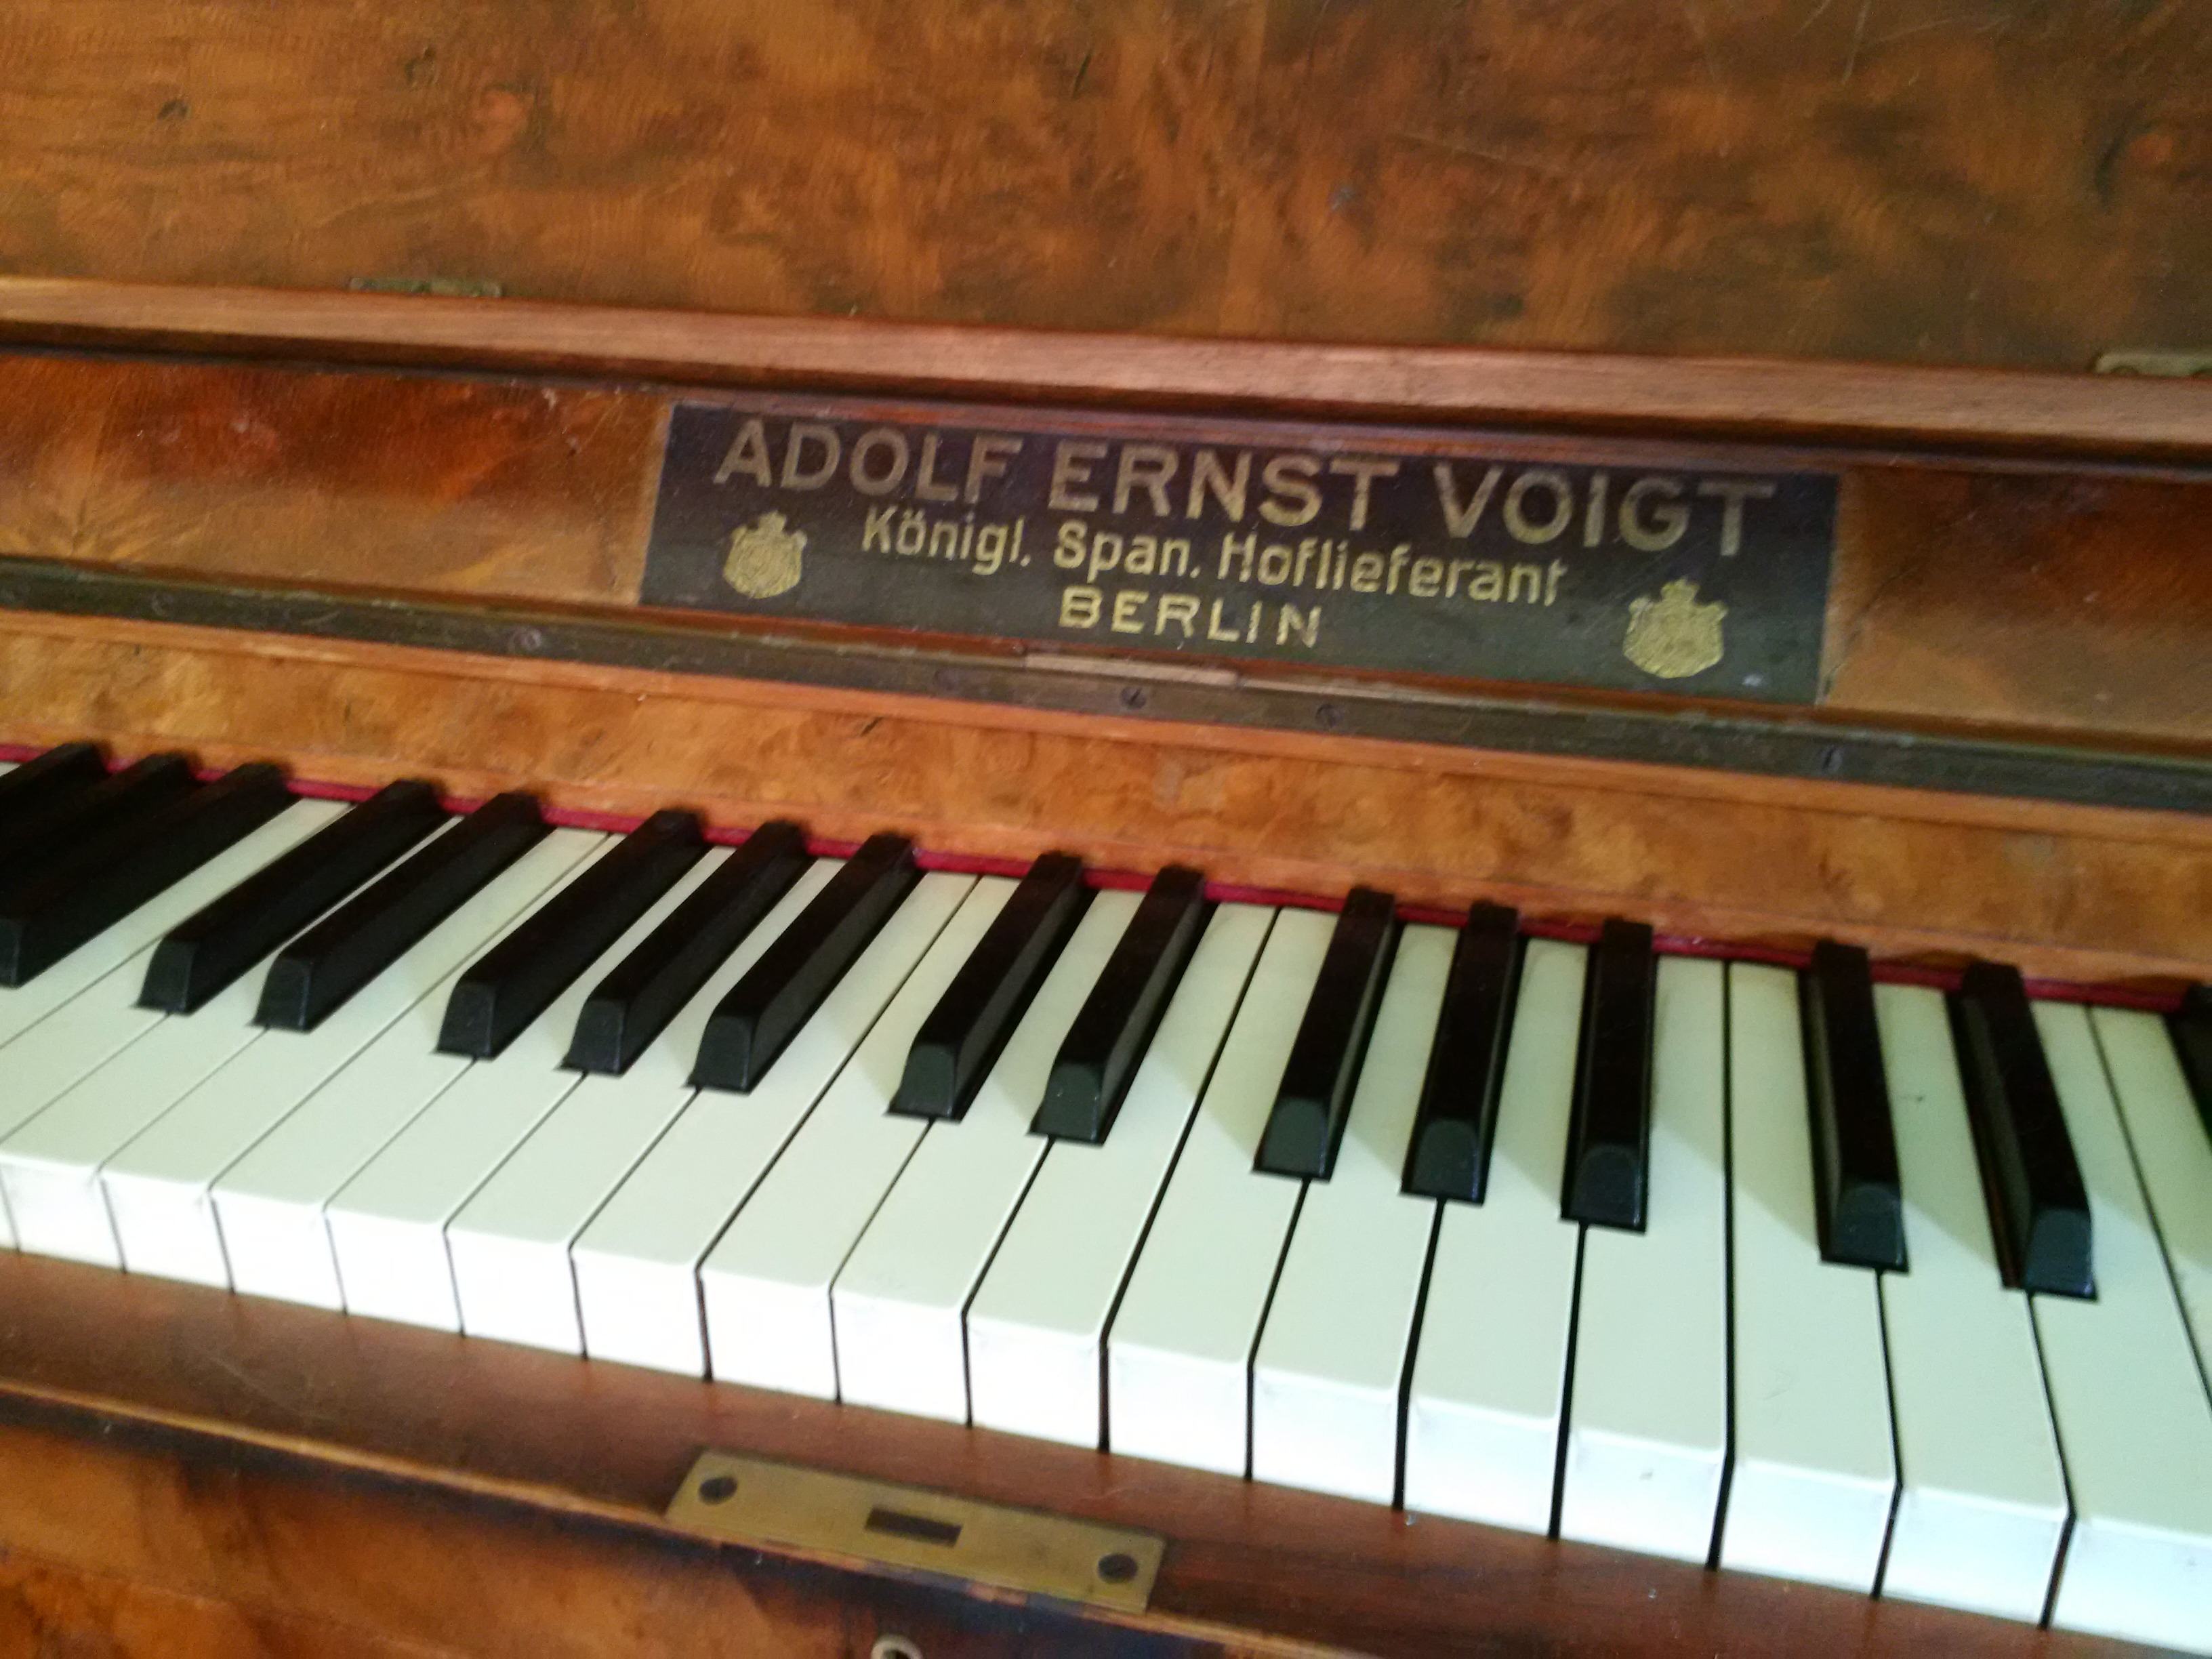 ADOLF ERNST VOIGT
Königl. Span. Hoflieferant
BERLIN